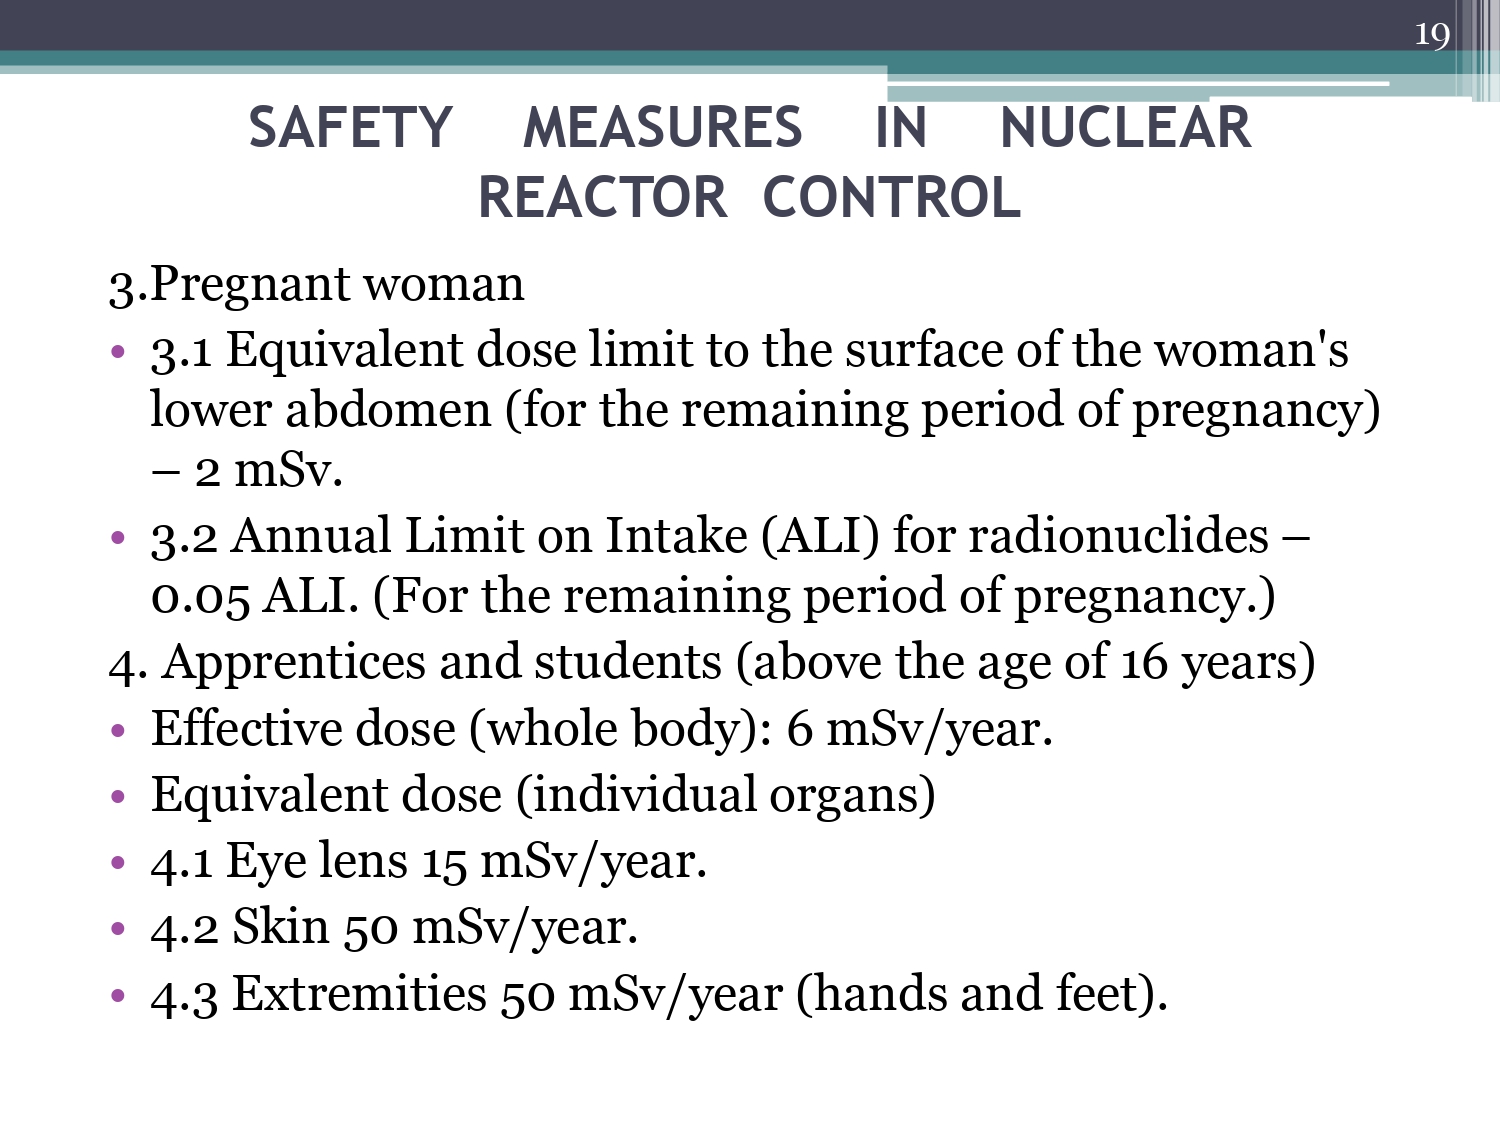 19
SAFETY MEASURES IN NUCLEAR
REACTOR CONTROL
3.Pregnant woman
• 3.1 Equivalent dose limit to the surface of the woman's
lower abdomen (for the remaining period of pregnancy)
– 2 mSv.
• 3.2 Annual Limit on Intake (ALI) for radionuclides –
0.05 ALI. (For the remaining period of pregnancy.)
4. Apprentices and students (above the age of 16 years)
• Effective dose (whole body): 6 mSv/year.
• Equivalent dose (individual organs)
• 4.1 Eye lens 15 mSv/year.
• 4.2 Skin 50 mSv/year.
• 4.3 Extremities 50 mSv/year (hands and feet).